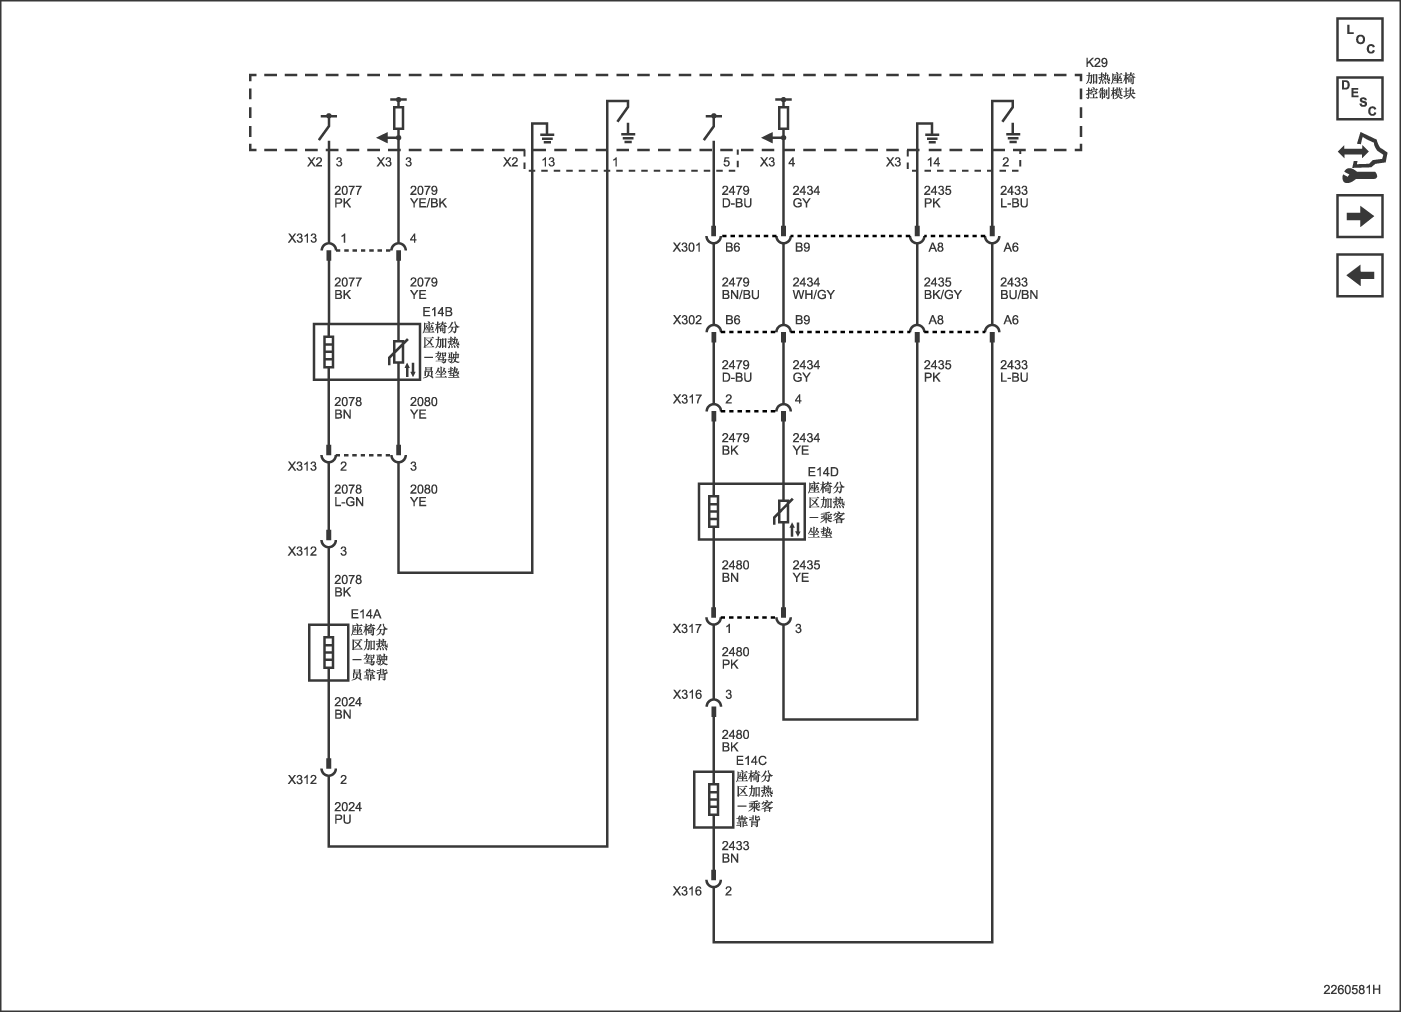 K29
加热座椅
控制模块
L
O
C
D
E
S
C
X2 3 X3 3 X2 13 1 5 X3 4 X3 14 2
2077 2079 2479 2434 2435 2433
PK YE/BK D-BU GY PK L-BU
X313 1 4
X301 B6 B9 A8 A6
2077 2079 2479 2434 2435 2433
BK YE BN/BU WH/GY BK/GY BU/BN
E14B
座椅分
区加热
－驾驶
员坐垫
X302 B6 B9 A8 A6
2479 2434 2435 2433
D-BU GY PK L-BU
2078 2080
BN YE
X317 2 4
2479 2434
BK YE
X313 2 3
E14D
座椅分
区加热
－乘客
坐垫
2078 2080
L-GN YE
X312 3
2480 2435
BN YE
2078
BK
E14A
座椅分
区加热
－驾驶
员靠背
X317 1 3
2480
PK
X316 3
2024
BN
2480
BK
E14C
座椅分
区加热
－乘客
靠背
X312 2
2024
PU
2433
BN
X316 2
2260581H